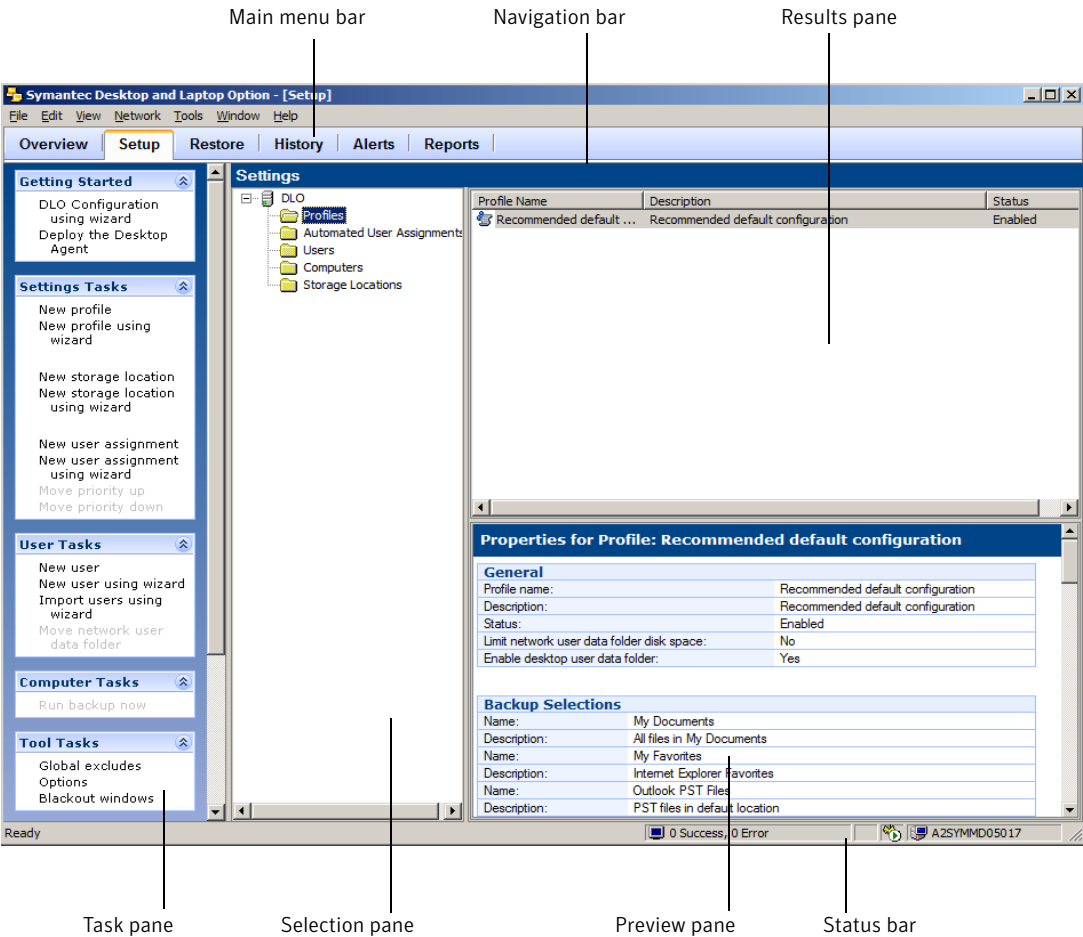 Main menu bar
Navigation bar
Results pane
Symantec Desktop and Laptop Option - [Setup]
File Edit View Network Tools Window Help
Overview Setup Restore History Alerts Reports
Getting Started
DLO Configuration
using wizard
Deploy the Desktop
Agent
Settings Tasks
New profile
New profile using
wizard
New storage location
New storage location
using wizard
New user assignment
New user assignment
using wizard
Move priority up
Move priority down
User Tasks
New user
New user using wizard
Import users using
wizard
Move network user
data folder
Computer Tasks
Run backup now
Tool Tasks
Global excludes
Options
Blackout windows
Settings
DLO
Profiles
Automated User Assignments
Users
Computers
Storage Locations
Profile Name Description Status
Recommended default ... Recommended default configuration Enabled
Properties for Profile: Recommended default configuration
General
Profile name: Recommended default configuration
Description: Recommended default configuration
Status: Enabled
Limit network user data folder disk space: No
Enable desktop user data folder: Yes
Backup Selections
Name: My Documents
Description: All files in My Documents
Name: My Favorites
Description: Internet Explorer Favorites
Name: Outlook PST Files
Description: PST files in default location
Ready
0 Success, 0 Error
A2SYMMD05017
Task pane
Selection pane
Preview pane
Status bar